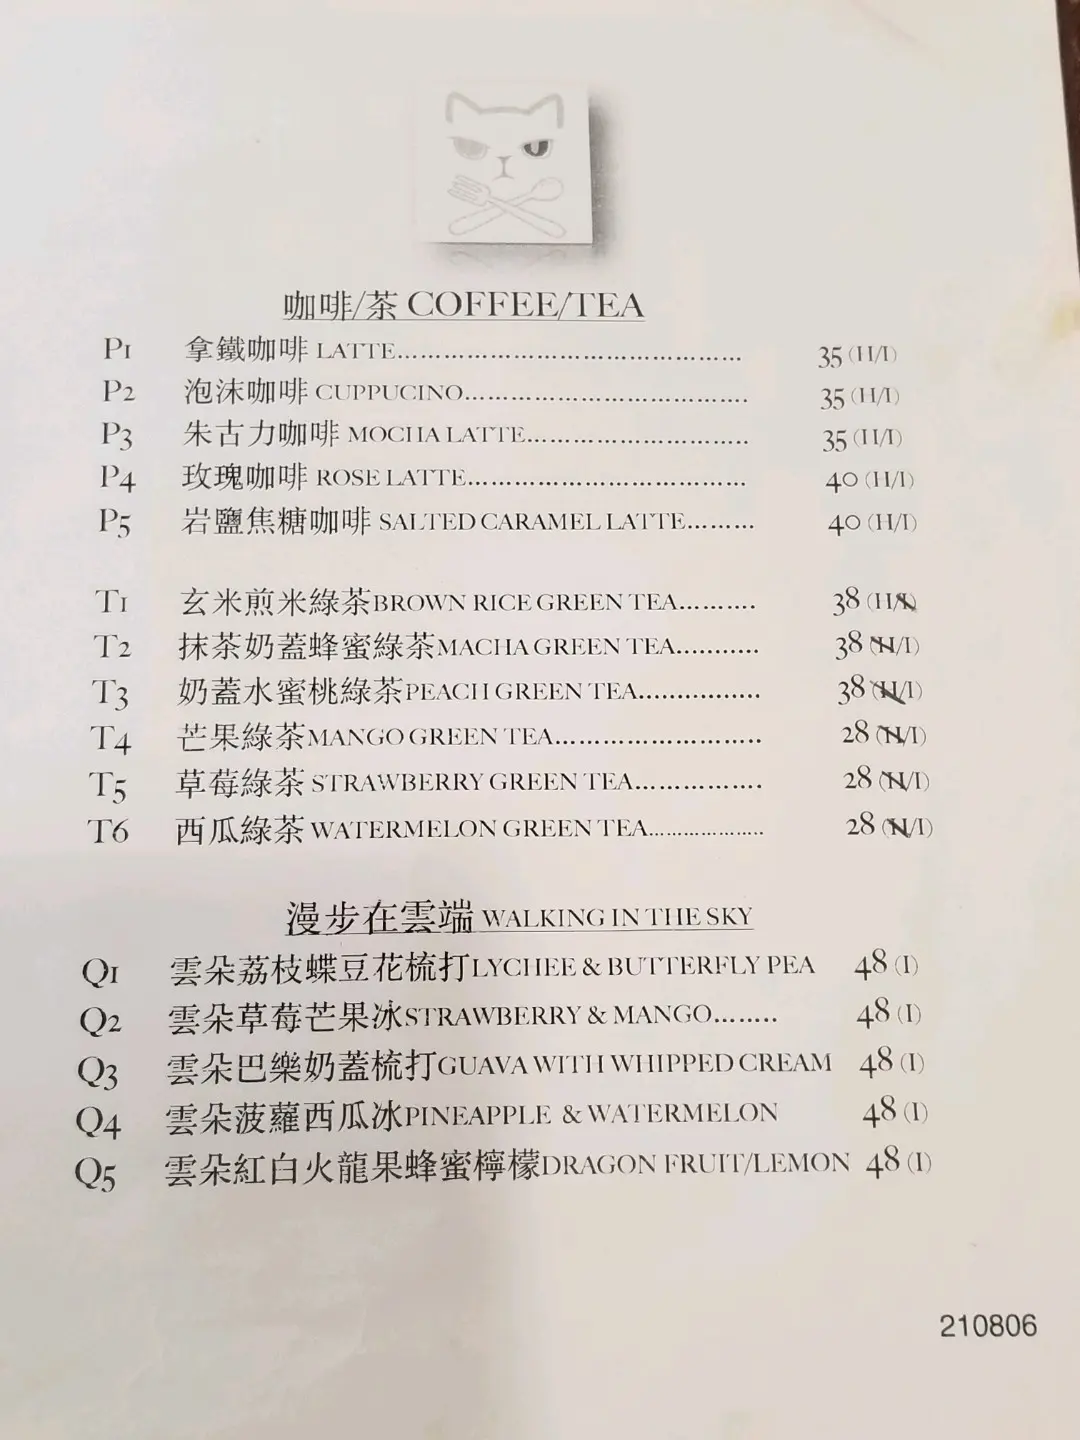 咖啡/茶 COFFEE/TEA
P1 拿鐵咖啡 LATTE.......................................... 35 (H/I)
P2 泡沫咖啡 CUPPUCINO.................................. 35 (H/I)
P3 朱古力咖啡 MOCHA LATTE........................... 35 (H/I)
P4 玫瑰咖啡 ROSE LATTE.................................. 40 (H/I)
P5 岩鹽焦糖咖啡 SALTED CARAMEL LATTE......... 40 (H/I)
T1 玄米煎米綠茶BROWN RICE GREEN TEA.......... 38 (H/I)
T2 抹茶奶蓋蜂蜜綠茶MACHA GREEN TEA........... 38 (H/I)
T3 奶蓋水蜜桃綠茶PEACH GREEN TEA................ 38 (H/I)
T4 芒果綠茶MANGO GREEN TEA......................... 28 (H/I)
T5 草莓綠茶 STRAWBERRY GREEN TEA................ 28 (H/I)
T6 西瓜綠茶 WATERMELON GREEN TEA..................... 28 (H/I)
漫步在雲端 WALKING IN THE SKY
Q1 雲朵荔枝蝶豆花梳打LYCHEE & BUTTERFLY PEA 48 (I)
Q2 雲朵草莓芒果冰STRAWBERRY & MANGO........ 48 (I)
Q3 雲朵巴樂奶蓋梳打GUAVA WITH WHIPPED CREAM 48 (I)
Q4 雲朵菠蘿西瓜冰PINEAPPLE & WATERMELON 48 (I)
Q5 雲朵紅白火龍果蜂蜜檸檬DRAGON FRUIT/LEMON 48 (I)
210806